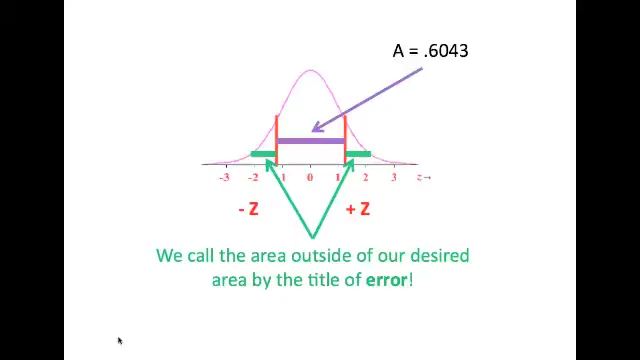 A = .6043
-3 -2 1 0 1 2 3 z→
- Z + Z
We call the area outside of our desired
area by the title of error!